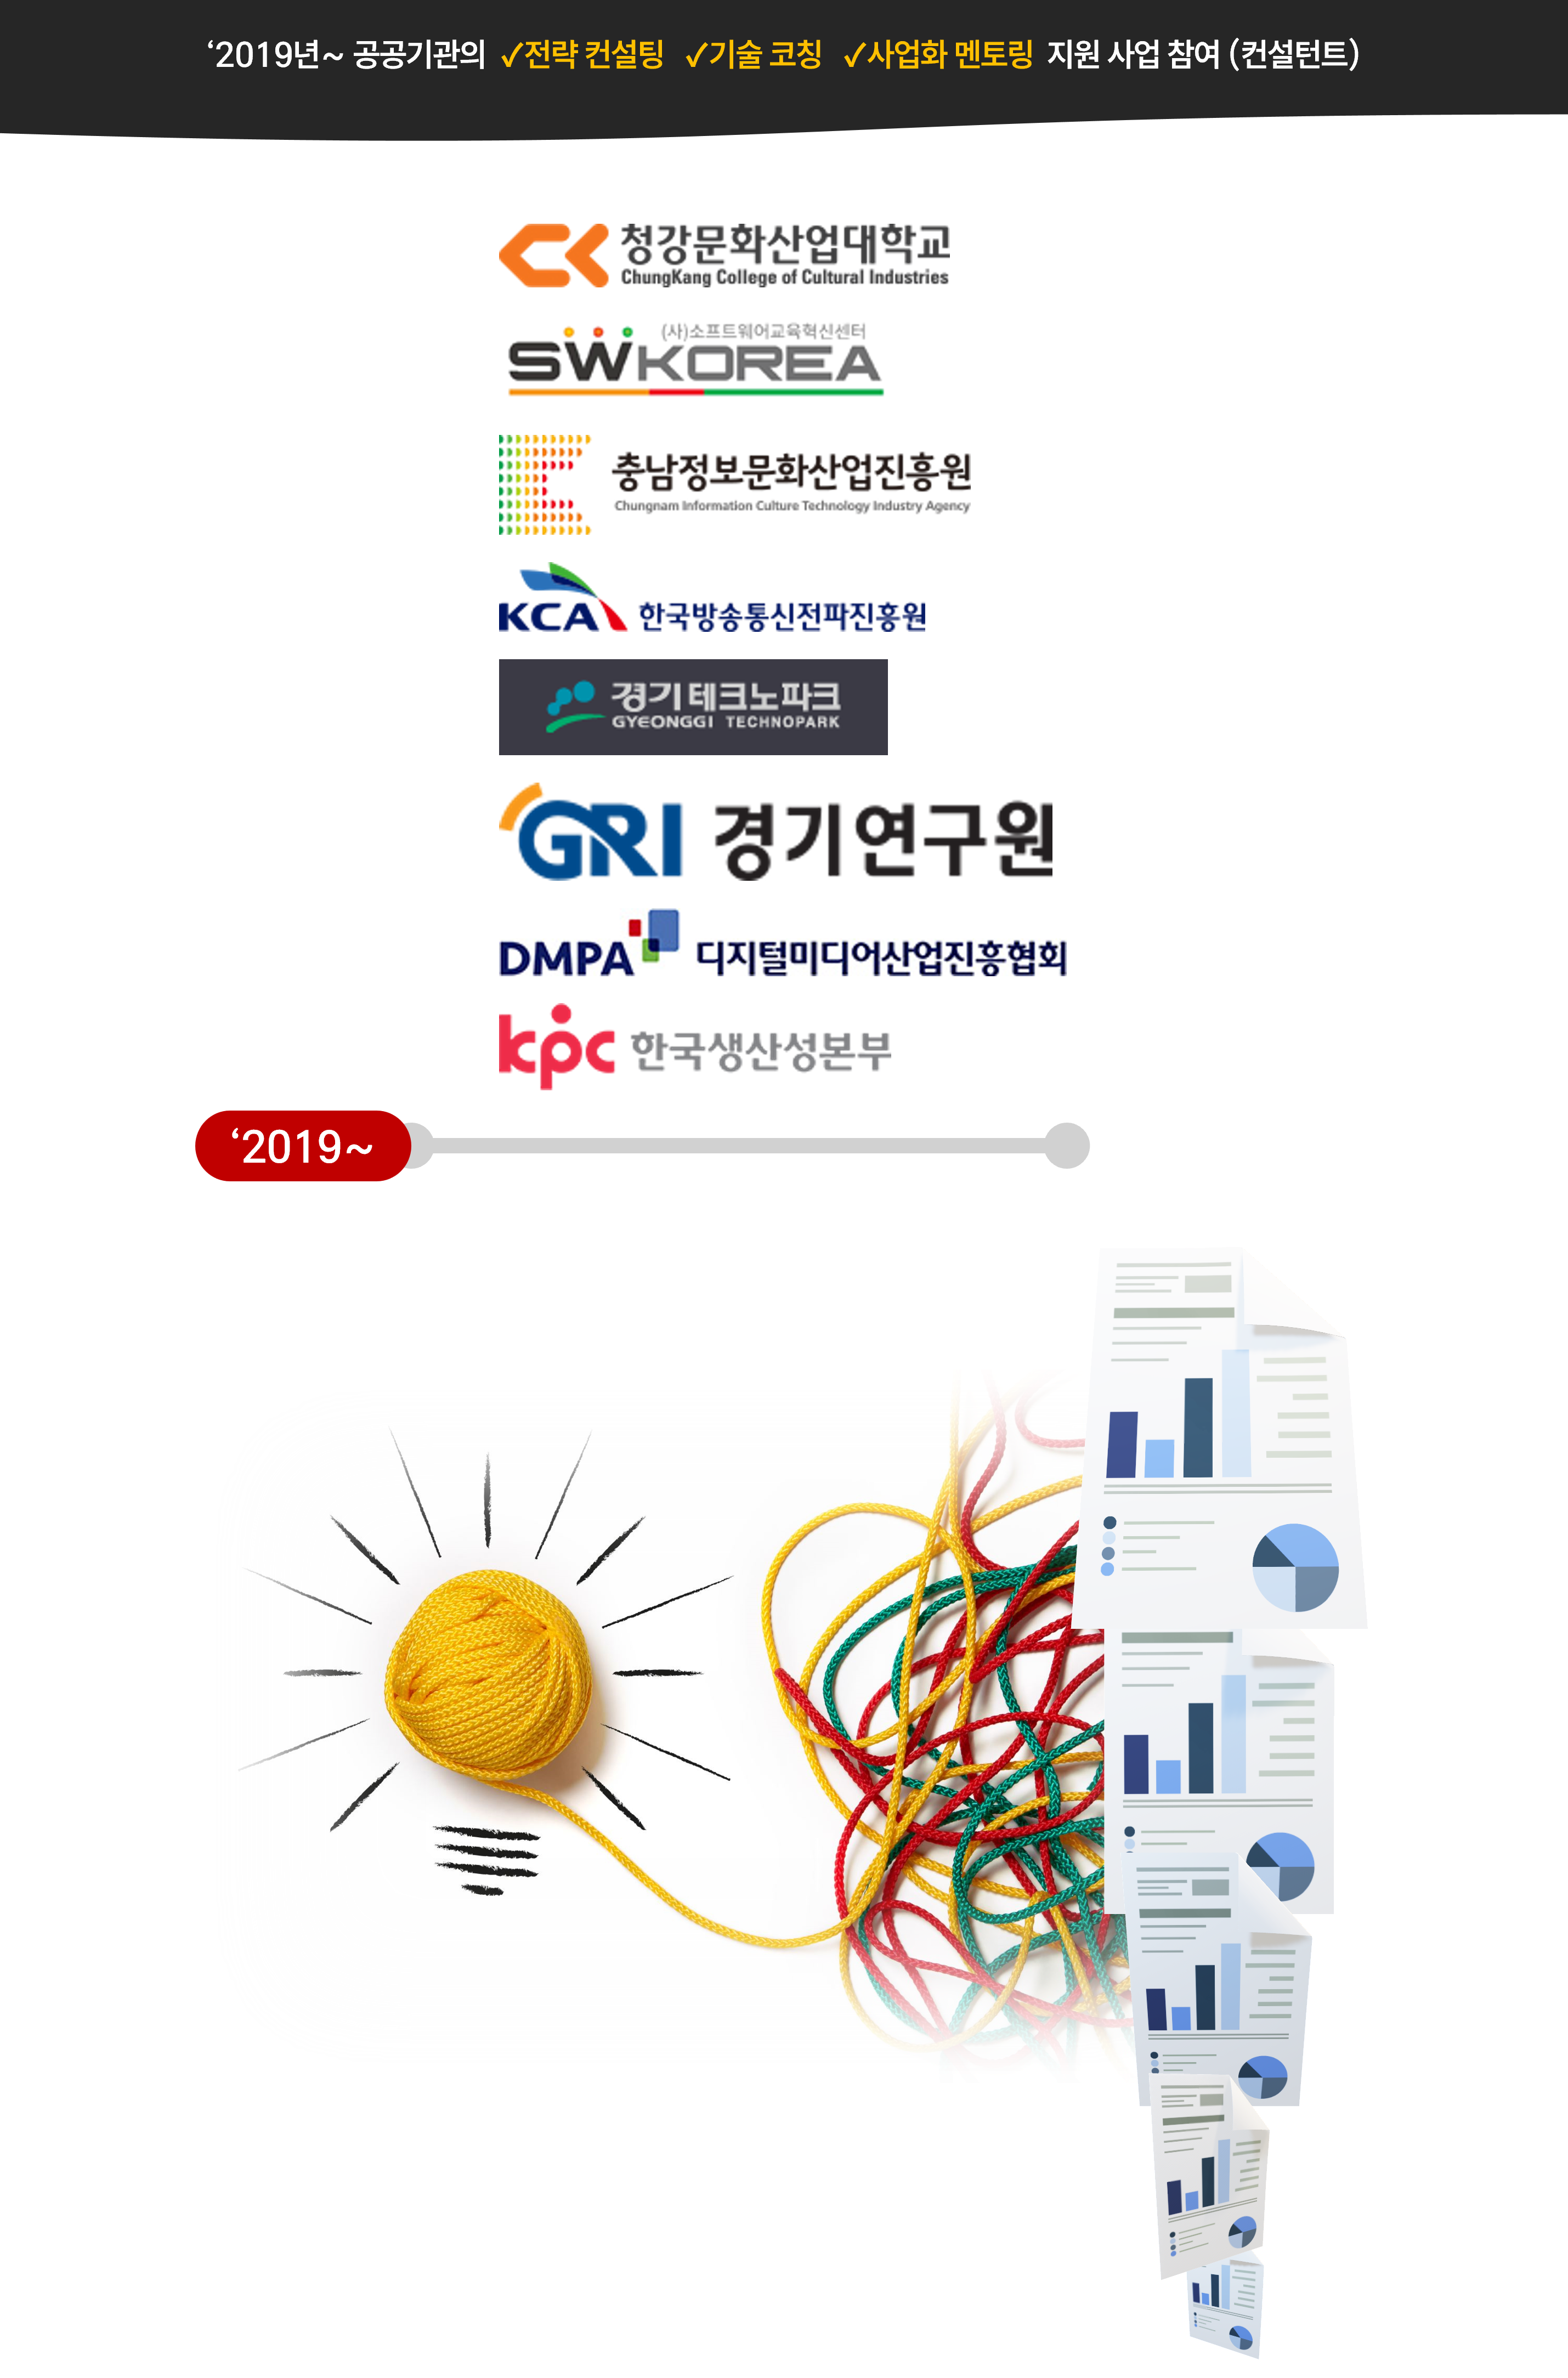 ‘2019년~ 공공기관의 ✓전략 컨설팅 ✓기술 코칭 ✓사업화 멘토링 지원 사업 참여 (컨설턴트)
청강문화산업대학교
ChungKang College of Cultural Industries
(사)소프트웨어교육혁신센터
SWKOREA
충남정보문화산업진흥원
Chungnam Information Culture Technology Industry Agency
KCA 한국방송통신전파진흥원
경기테크노파크
GYEONGGI TECHNOPARK
GRI 경기연구원
DMPA 디지털미디어산업진흥협회
kpc 한국생산성본부
‘2019~